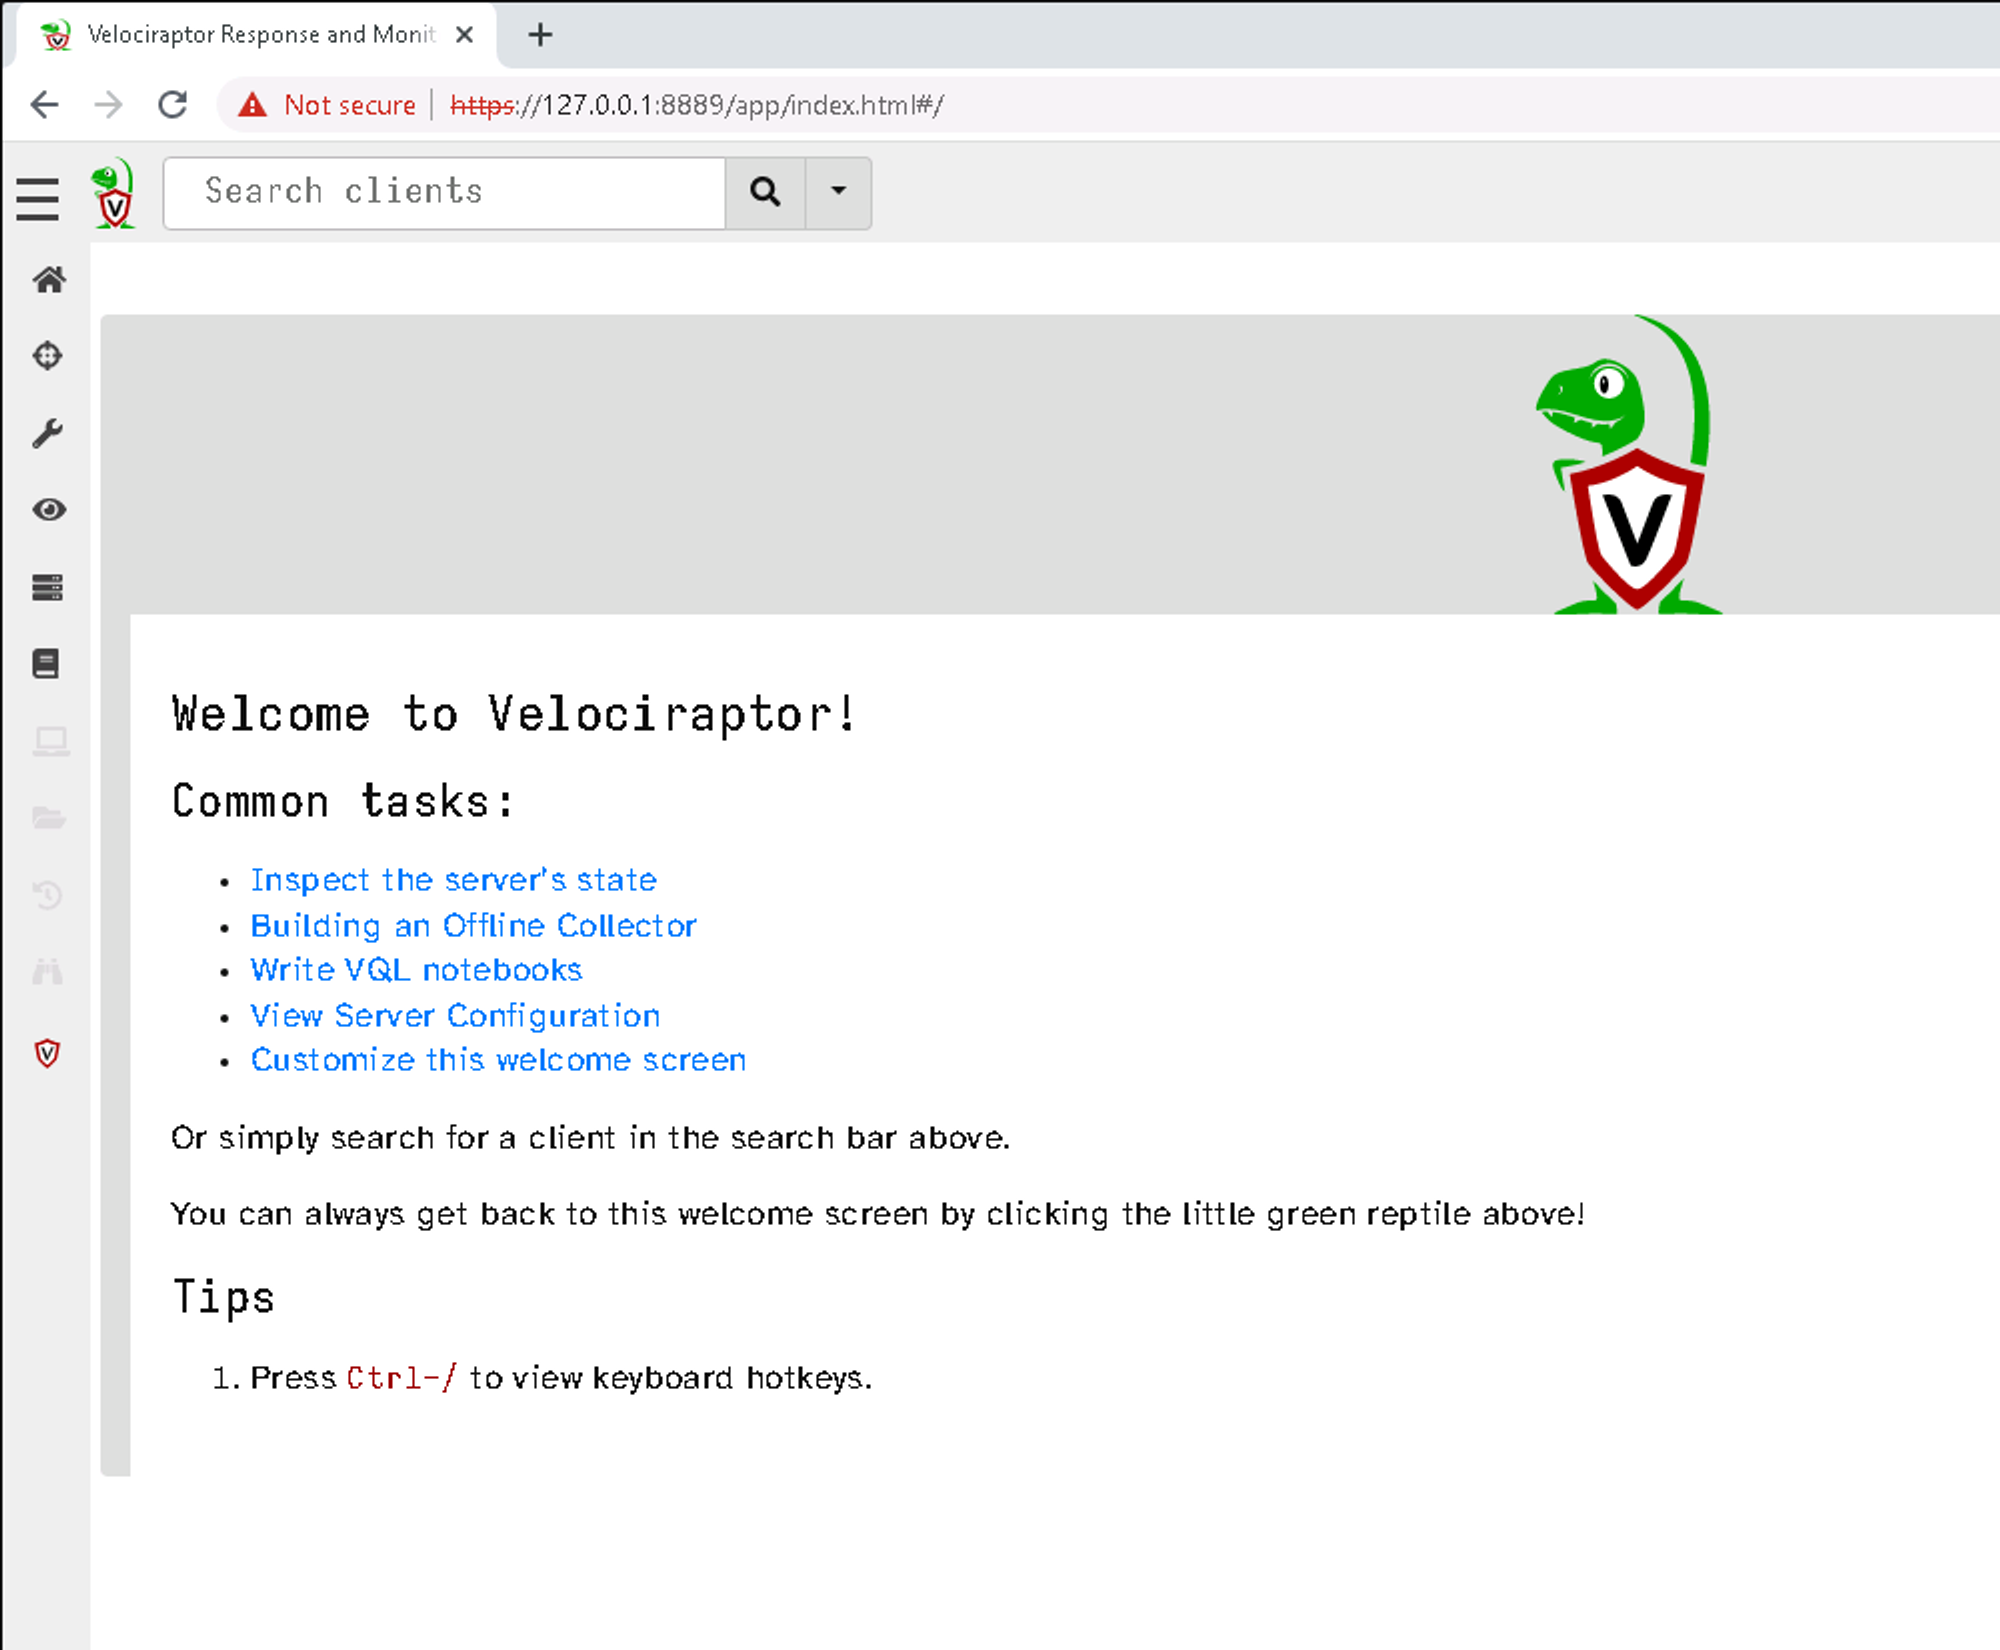 Velociraptor Response and Monit
Not secure | https://127.0.0.1:8889/app/index.html#/
V
Search clients
V
Welcome to Velociraptor!
Common tasks:
• Inspect the server's state
• Building an Offline Collector
• Write VQL notebooks
• View Server Configuration
• Customize this welcome screen
Or simply search for a client in the search bar above.
You can always get back to this welcome screen by clicking the little green reptile above!
Tips
1. Press Ctrl-/ to view keyboard hotkeys.
V